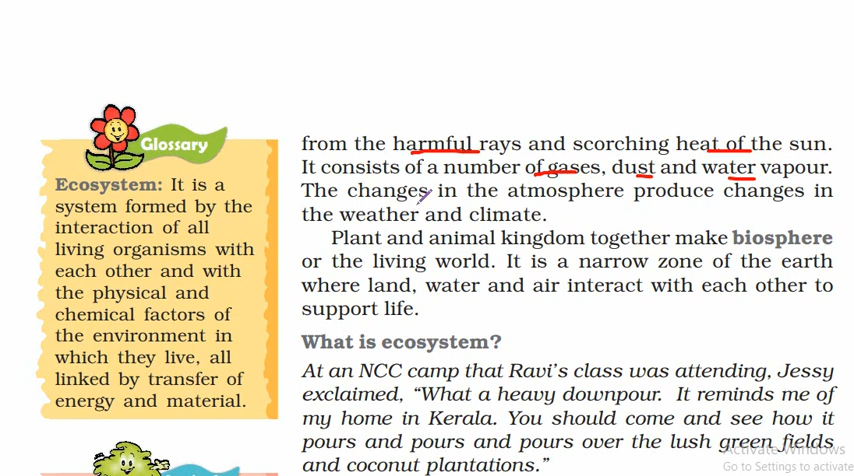 Glossary
Ecosystem: It is a
system formed by the
interaction of all
living organisms with
each other and with
the physical and
chemical factors of
the environment in
which they live, all
linked by transfer of
energy and material.
from the harmful rays and scorching heat of the sun.
It consists of a number of gases, dust and water vapour.
The changes in the atmosphere produce changes in
the weather and climate.
Plant and animal kingdom together make biosphere
or the living world. It is a narrow zone of the earth
where land, water and air interact with each other to
support life.
What is ecosystem?
At an NCC camp that Ravi's class was attending, Jessy
exclaimed, “What a heavy downpour. It reminds me of
my home in Kerala. You should come and see how it
pours and pours and pours over the lush green fields
and coconut plantations.”
Activate Windows
Go to Settings to activate